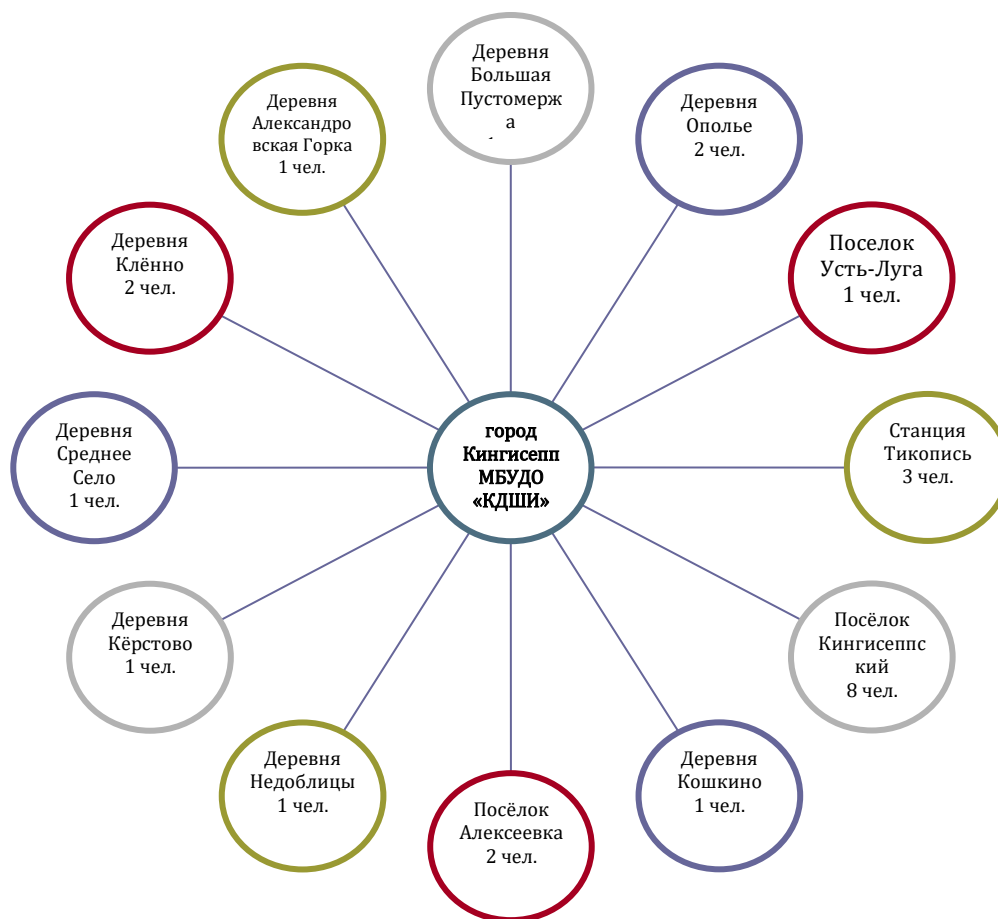 Деревня
Большая
Пустомерж
а
Деревня
Ополье
2 чел.
Поселок
Усть-Луга
1 чел.
Станция
Тикопись
3 чел.
Посёлок
Кингисеппс
кий
8 чел.
Деревня
Кошкино
1 чел.
Посёлок
Алексеевка
2 чел.
Деревня
Недоблицы
1 чел.
Деревня
Кёрстово
1 чел.
Деревня
Среднее
Село
1 чел.
Деревня
Клённо
2 чел.
Деревня
Александро
вская Горка
1 чел.
город
Кингисепп
МБУДО
«КДШИ»